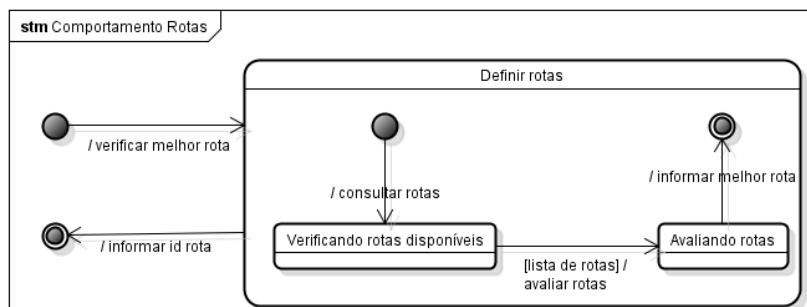 stm Comportamento Rotas
Definir rotas
/ verificar melhor rota
/ consultar rotas
/ informar melhor rota
/ informar id rota
Verificando rotas disponíveis
Avaliando rotas
[lista de rotas] /
avaliar rotas